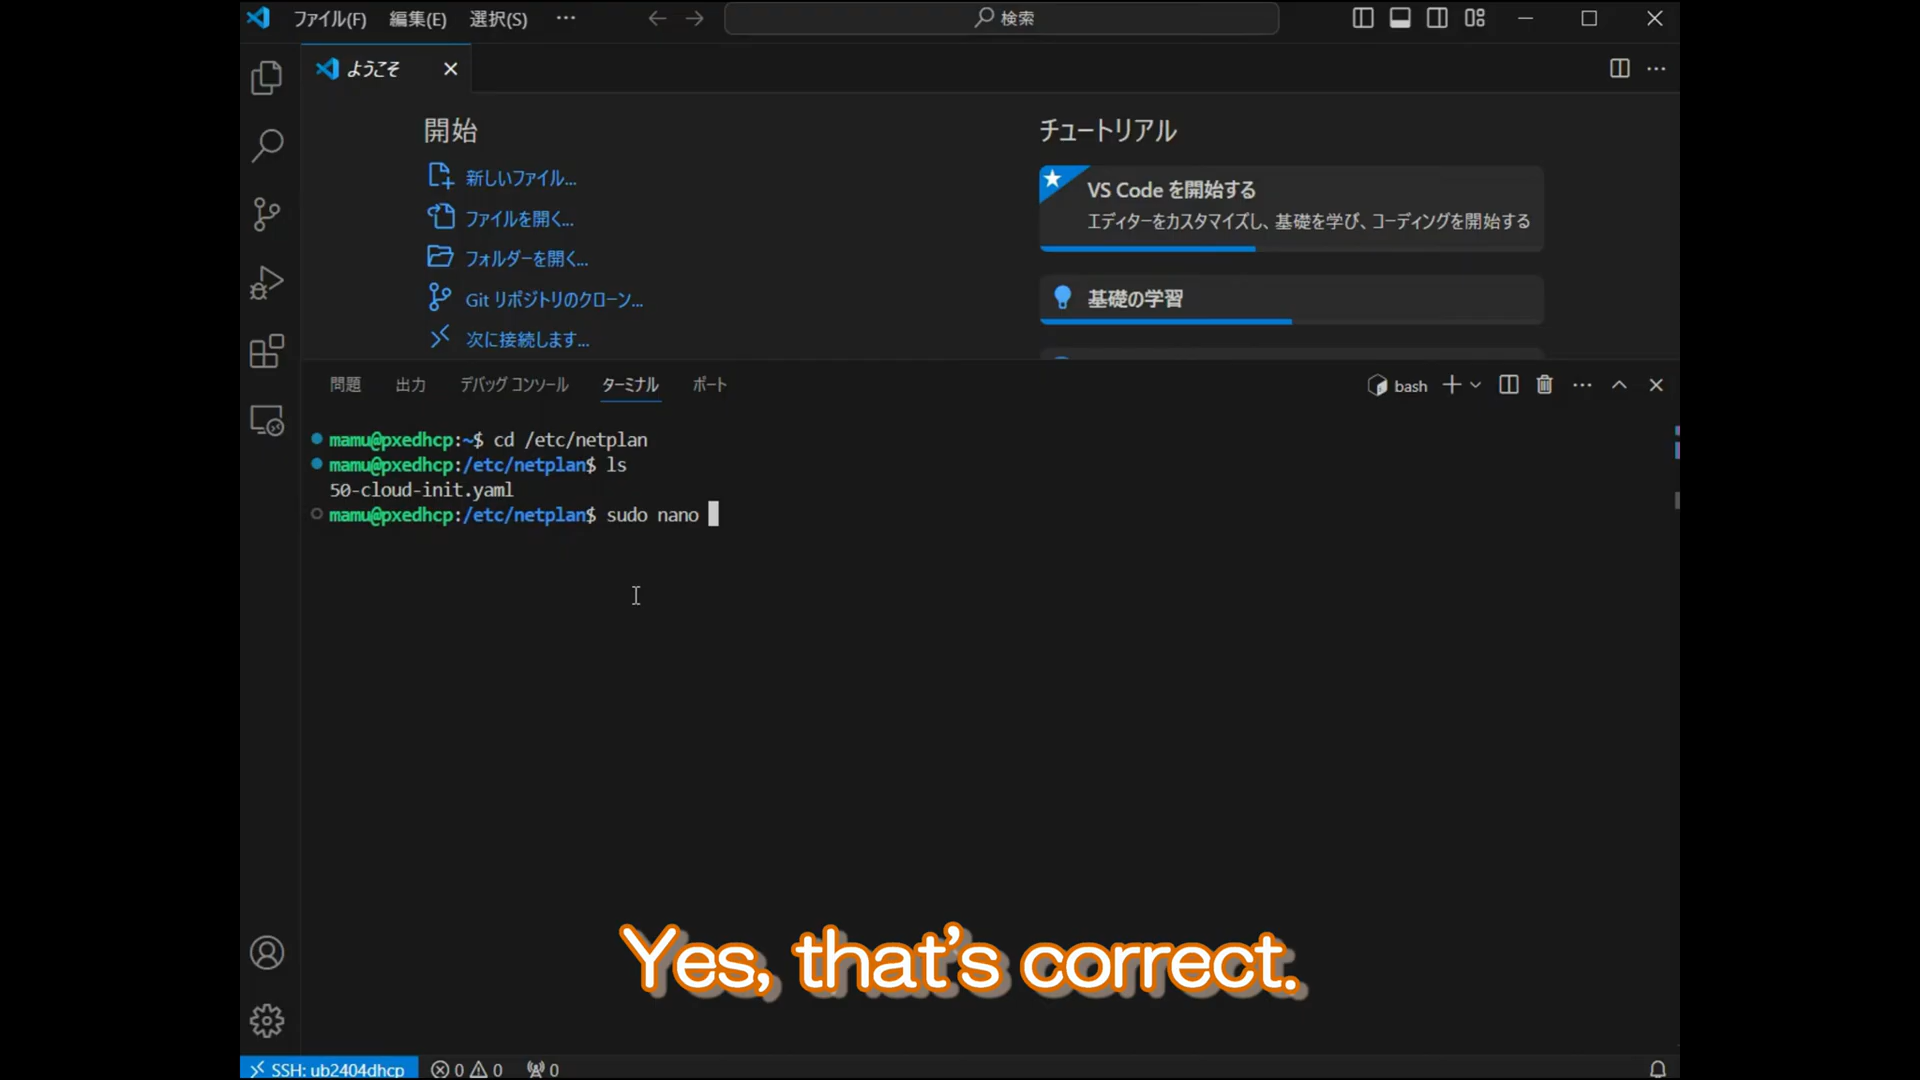 ファイル(F) 編集(E) 選択(S) ··· 検索
ようこそ
開始
新しいファイル...
ファイルを開く...
フォルダーを開く...
Git リポジトリのクローン...
次に接続します...
チュートリアル
VS Code を開始する
エディターをカスタマイズし、基礎を学び、コーディングを開始する
基礎の学習
問題 出力 デバッグ コンソール ターミナル ポート bash
mamu@pxedhcp:~$ cd /etc/netplan
mamu@pxedhcp:/etc/netplan$ ls
50-cloud-init.yaml
mamu@pxedhcp:/etc/netplan$ sudo nano
Yes, that's correct.
SSH: ub2404dhcp 0 0 0